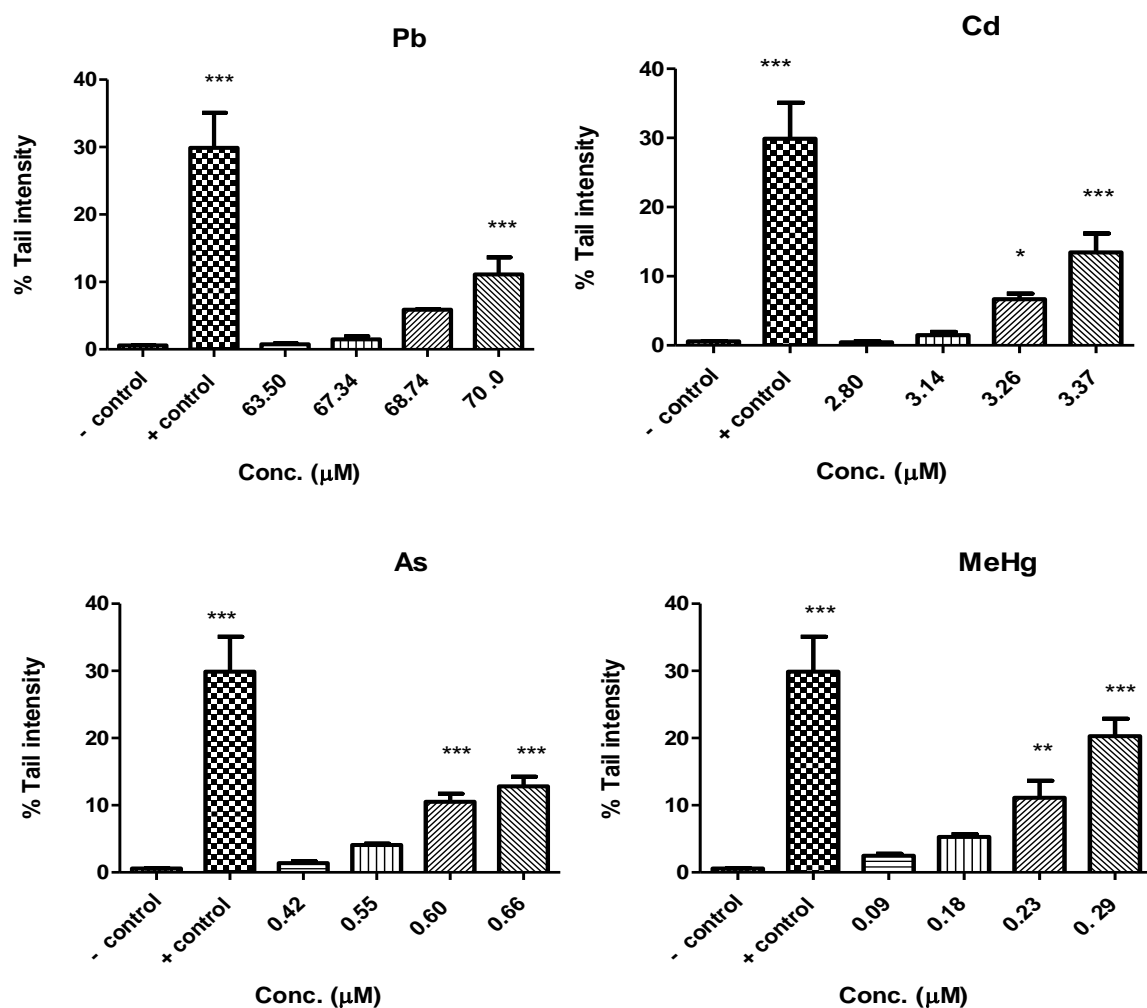 Pb
% Tail intensity
40
30
20
10
0
***
***
- control
+ control
63.50
67.34
68.74
70 .0
Conc. (μM)
Cd
% Tail intensity
40
30
20
10
0
***
*
***
- control
+ control
2.80
3.14
3.26
3.37
Conc. (μM)
As
% Tail intensity
40
30
20
10
0
***
***
***
- control
+ control
0.42
0.55
0.60
0.66
Conc. (μM)
MeHg
% Tail intensity
40
30
20
10
0
***
**
***
- control
+ control
0.09
0.18
0.23
0. 29
Conc. (μM)